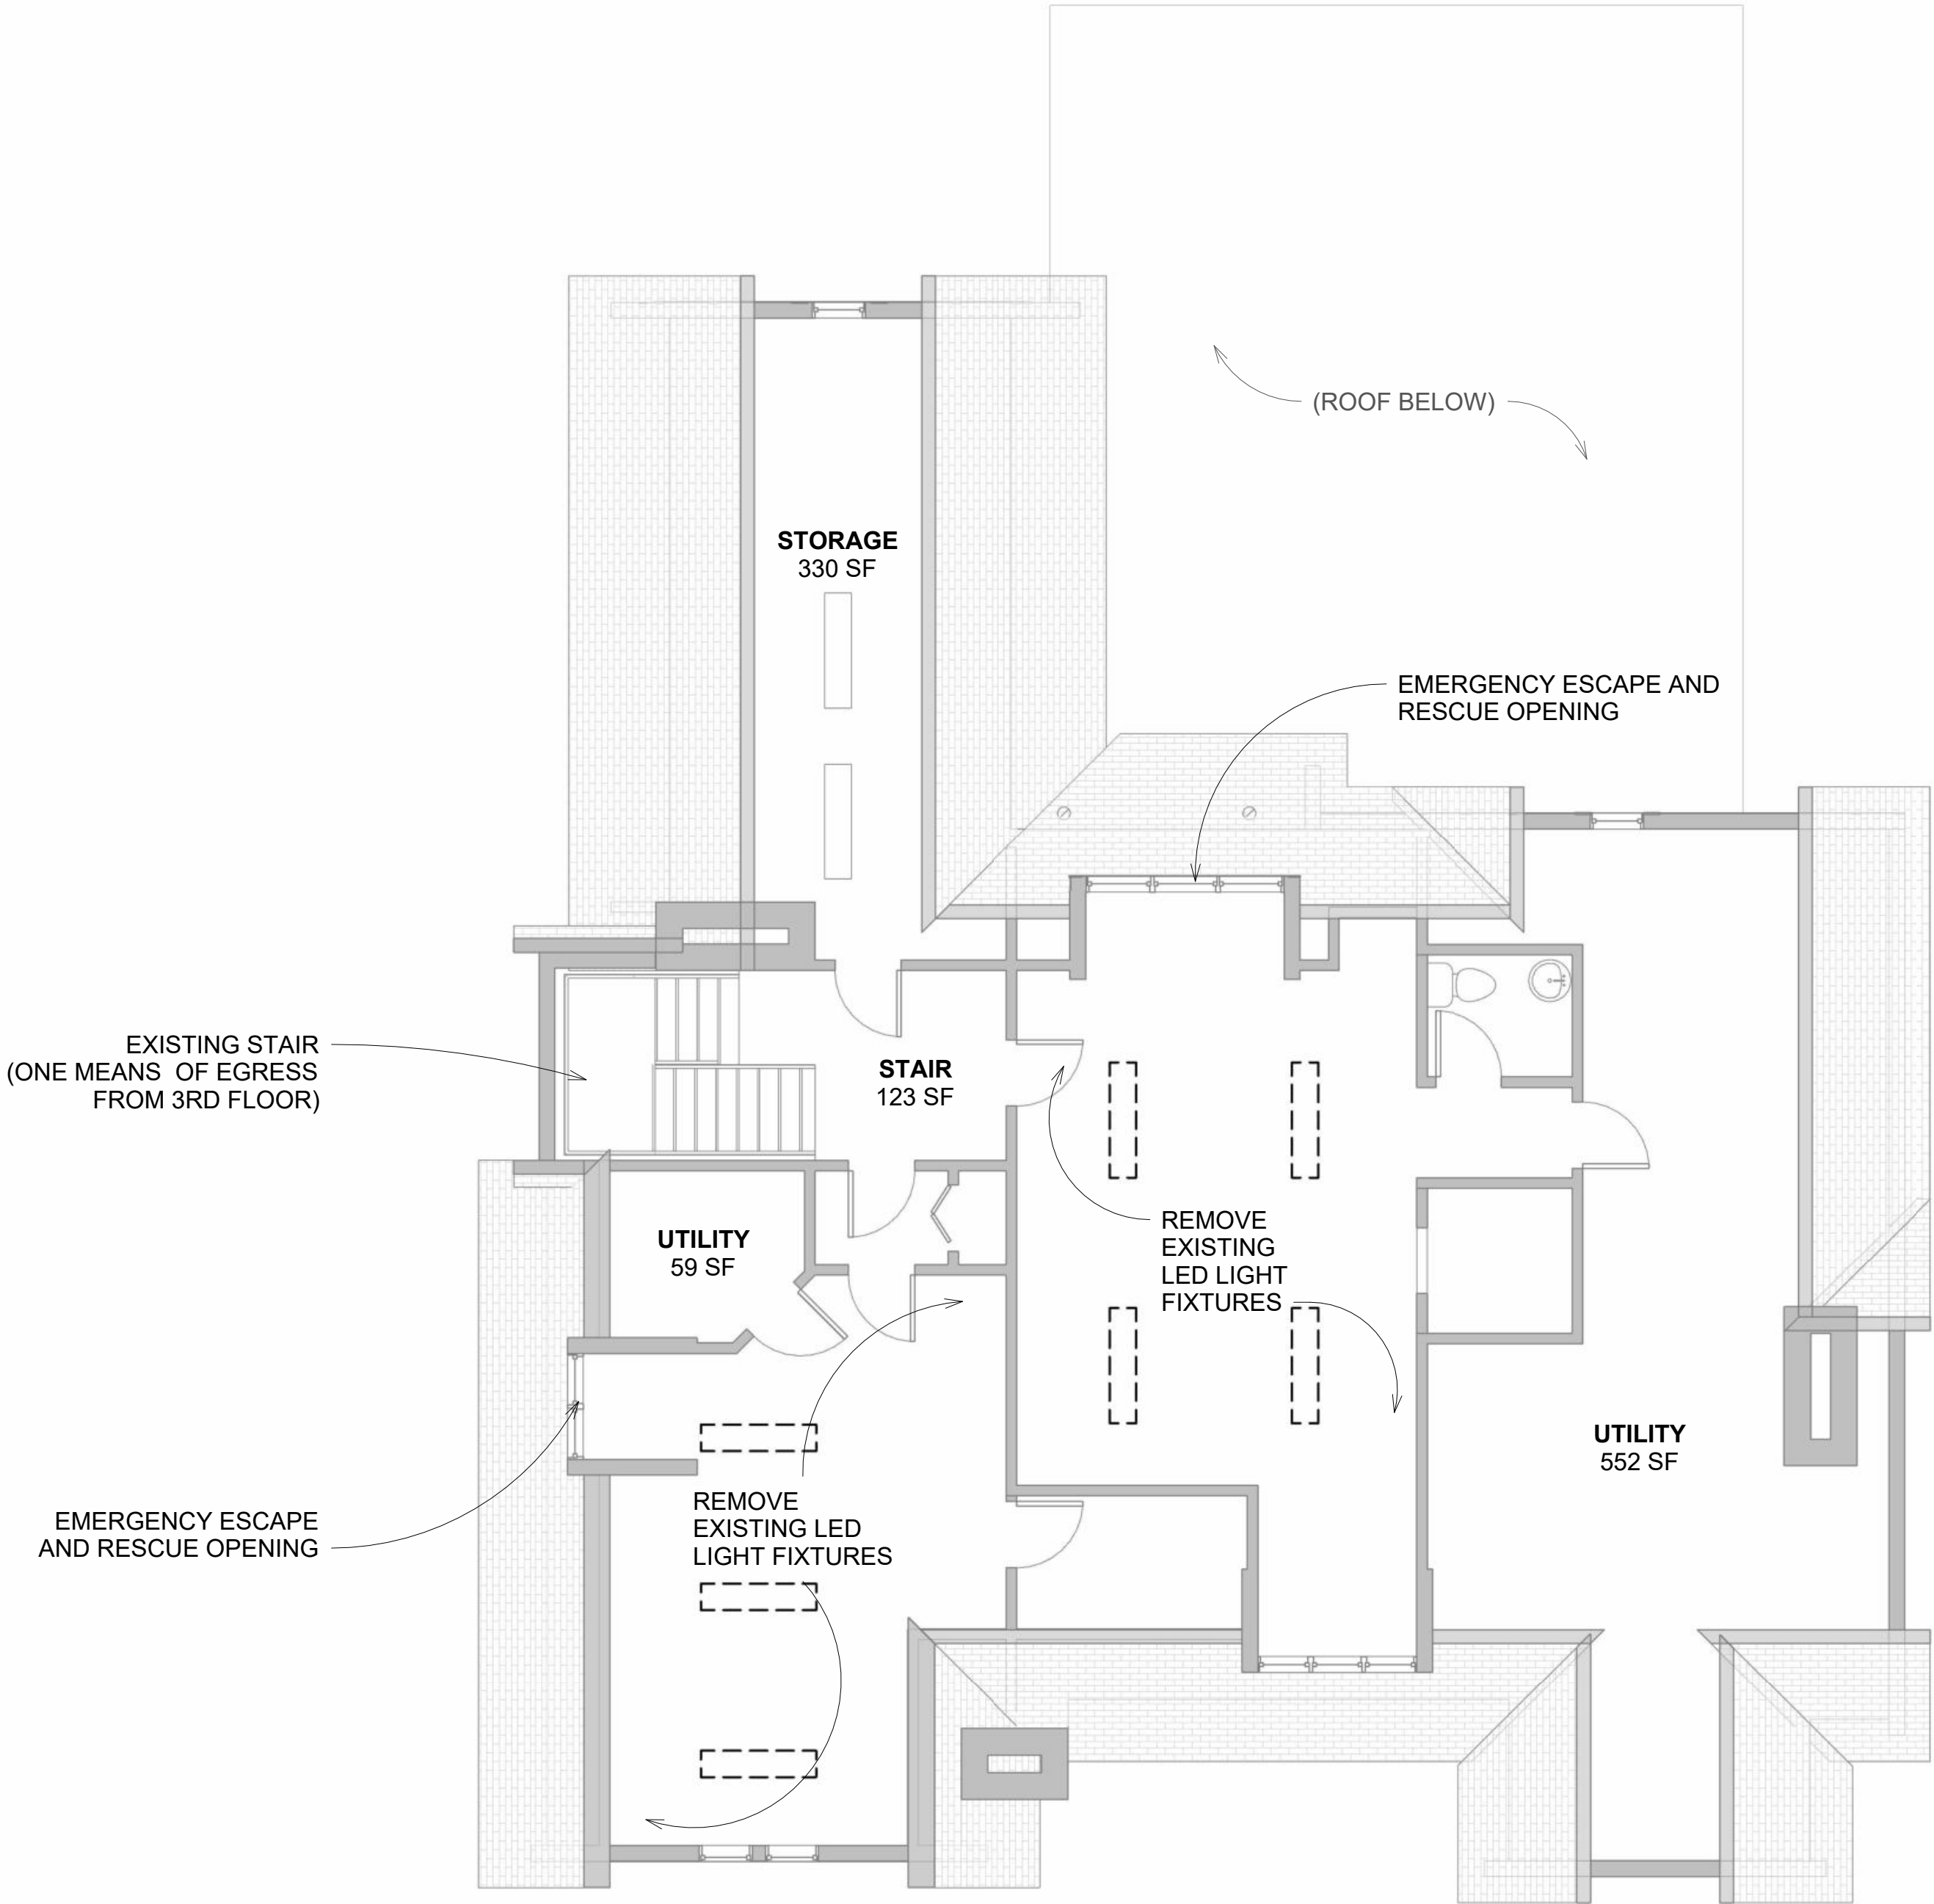 (ROOF BELOW)
STORAGE
330 SF
EMERGENCY ESCAPE AND
RESCUE OPENING
EXISTING STAIR
(ONE MEANS  OF EGRESS
FROM 3RD FLOOR)
STAIR
123 SF
UTILITY
59 SF
REMOVE
EXISTING
LED LIGHT
FIXTURES
UTILITY
552 SF
EMERGENCY ESCAPE
AND RESCUE OPENING
REMOVE
EXISTING LED
LIGHT FIXTURES